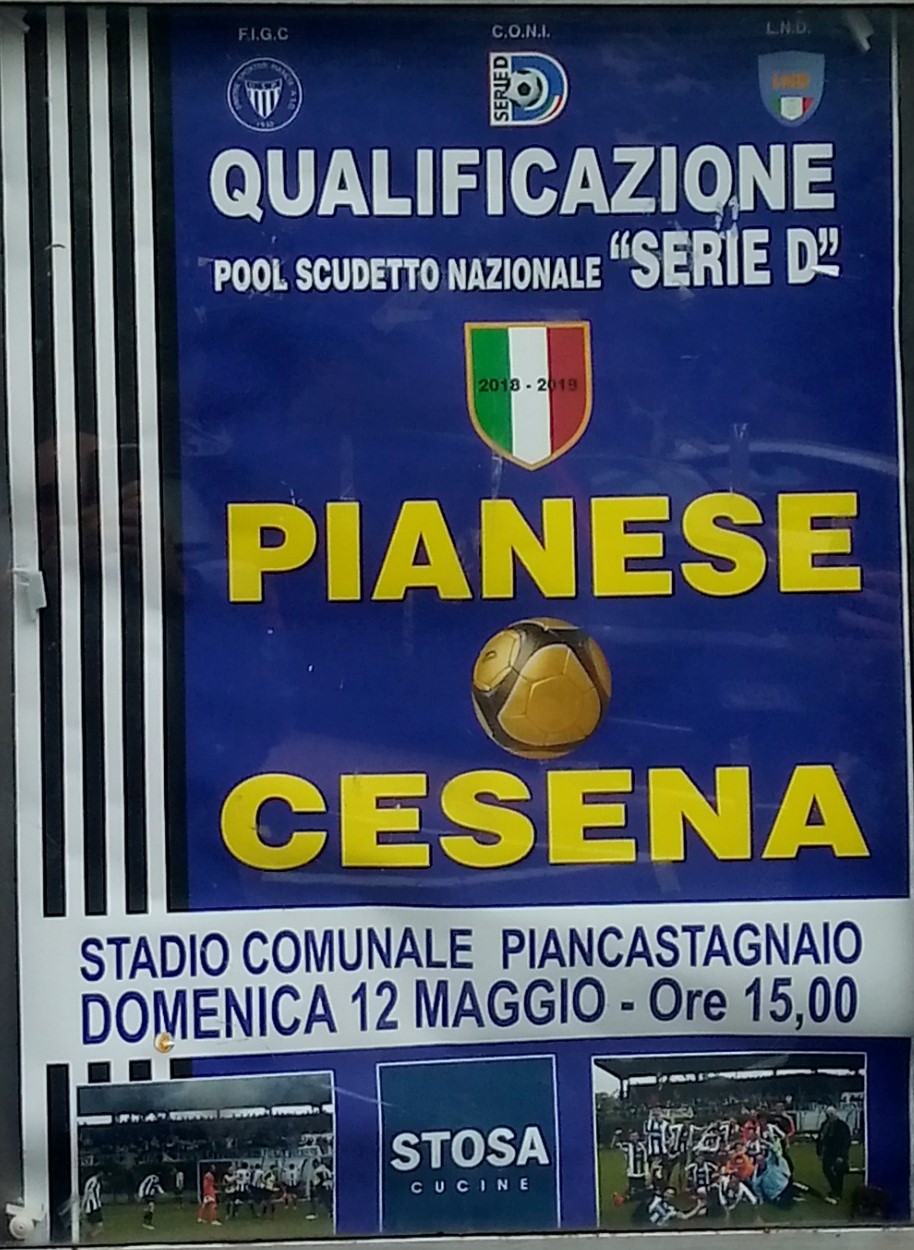 F.I.G.C
C.O.N.I.
L.N.D.
SERIE D
QUALIFICAZIONE
POOL SCUDETTO NAZIONALE “SERIE D”
2018 - 2019
PIANESE
CESENA
STADIO COMUNALE PIANCASTAGNAIO
DOMENICA 12 MAGGIO - Ore 15,00
STOSA
CUCINE